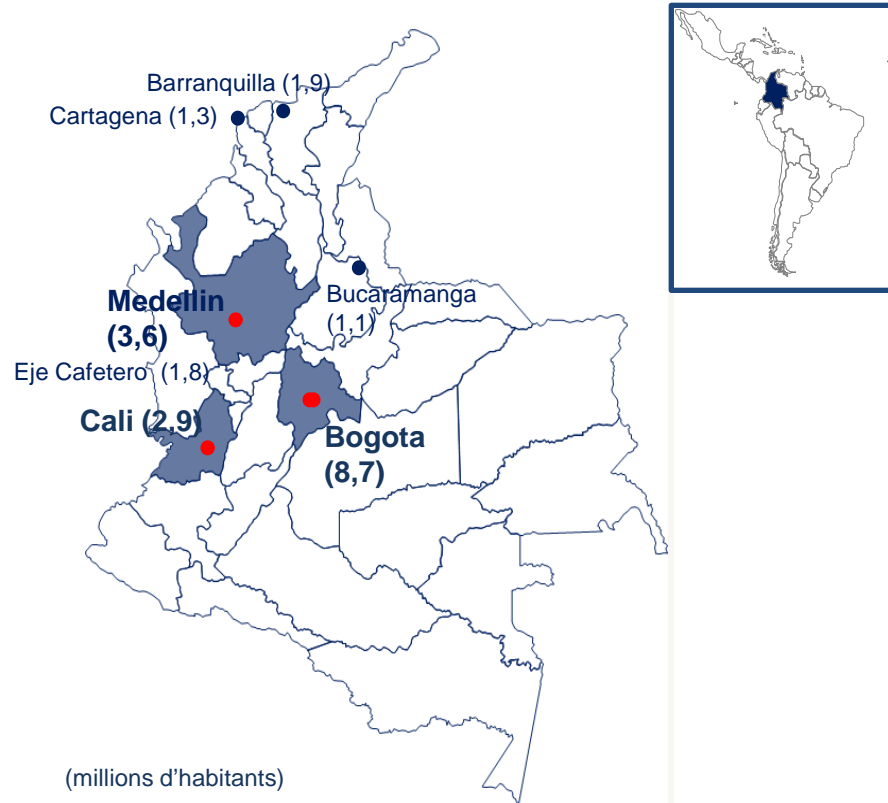 Barranquilla (1,9)
Cartagena (1,3)
Bucaramanga
(1,1)
Medellin
(3,6)
Eje Cafetero (1,8)
Cali (2,9)
Bogota
(8,7)
(millions d’habitants)